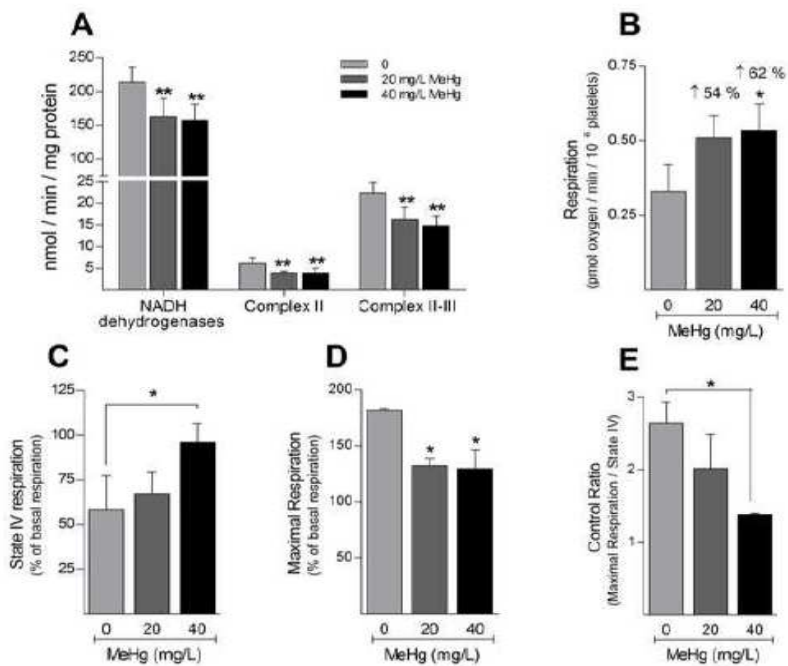 A
nmol / min / mg protein
250
200
150
100
25
20
15
10
5
0
20 mg/L MeHg
40 mg/L MeHg
**
**
**
**
**
**
NADH
dehydrogenases
Complex II
Complex II-III
B
Respiration
(pmol oxygen / min / 10⁻⁶ platelets)
0.75
0.50
0.25
↑ 54 %
↑ 62 %
*
0 20 40
MeHg (mg/L)
C
State IV respiration
(% of basal respiration)
125
100
75
50
25
*
0 20 40
MeHg (mg/L)
D
Maximal Respiration
(% of basal respiration)
200
150
100
50
*
*
0 20 40
MeHg (mg/L)
E
Control Ratio
(Maximal Respiration / State IV)
3
2
1
*
0 20 40
MeHg (mg/L)